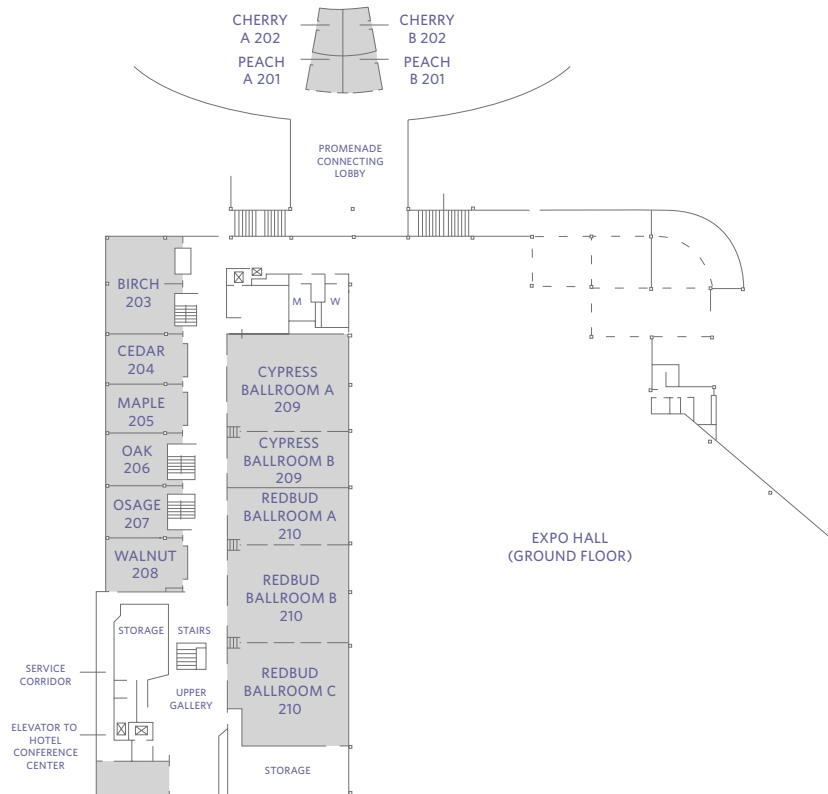 CHERRY
A 202
CHERRY
B 202
PEACH
A 201
PEACH
B 201
PROMENADE
CONNECTING
LOBBY
BIRCH
203
M
W
CEDAR
204
MAPLE
205
OAK
206
OSAGE
207
WALNUT
208
CYPRESS
BALLROOM A
209
CYPRESS
BALLROOM B
209
REDBUD
BALLROOM A
210
REDBUD
BALLROOM B
210
REDBUD
BALLROOM C
210
EXPO HALL
(GROUND FLOOR)
STORAGE
STAIRS
SERVICE
CORRIDOR
UPPER
GALLERY
ELEVATOR TO
HOTEL
CONFERENCE
CENTER
STORAGE